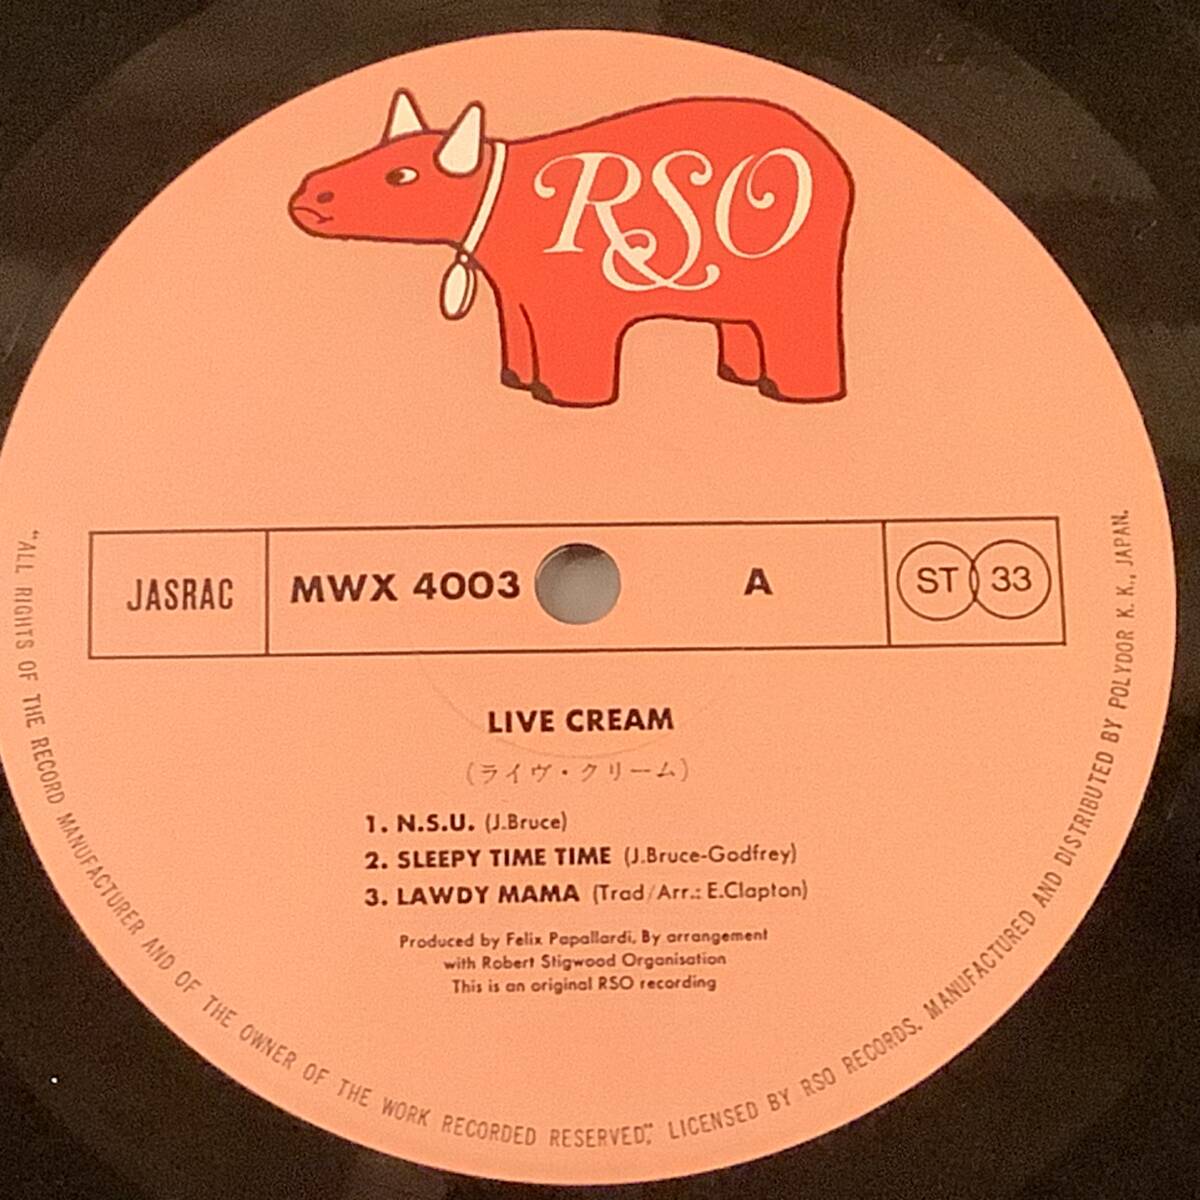 RSO
JASRAC
MWX 4003
A
ST 33
LIVE CREAM
(ライヴ・クリーム)
1. N.S.U. (J.Bruce)
2. SLEEPY TIME TIME (J.Bruce-Godfrey)
3. LAWDY MAMA (Trad/Arr.: E.Clapton)
Produced by Felix Papallardi, By arrangement
with Robert Stigwood Organisation
This is an original RSO recording
"ALL RIGHTS OF THE RECORD MANUFACTURER AND OF THE OWNER OF THE WORK RECORDED RESERVED". LICENSED BY RSO RECORDS. MANUFACTURED AND DISTRIBUTED BY POLYDOR K. K., JAPAN.